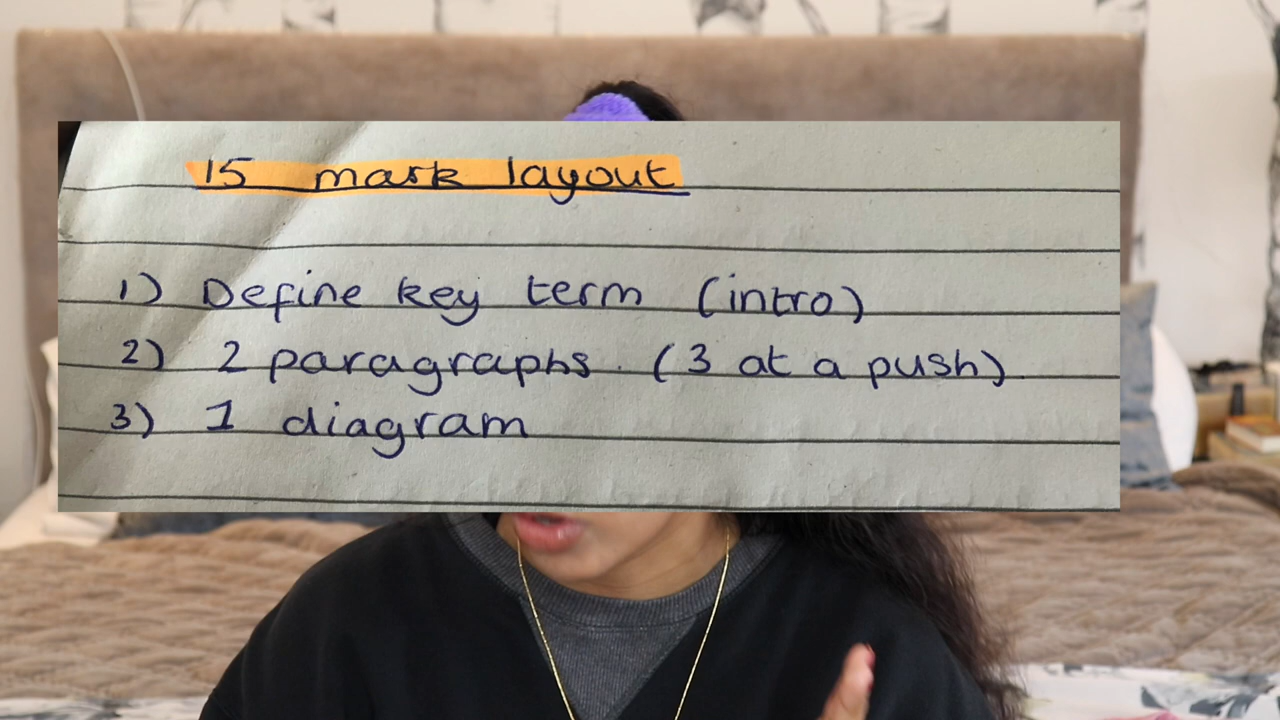 15 mark layout
1) Define key term (intro)
2) 2 paragraphs. (3 at a push).
3) 1 diagram